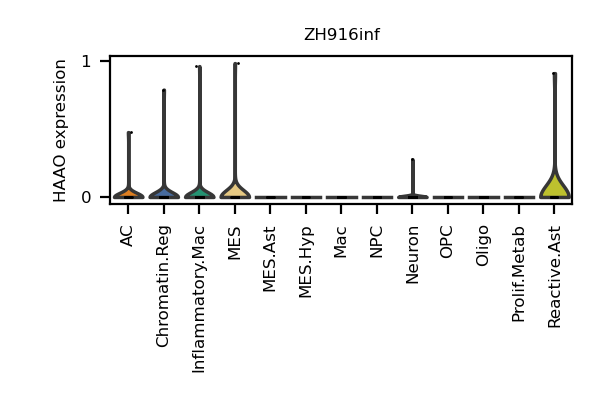 ZH916inf
HAAO expression
1
0
AC
Chromatin.Reg
Inflammatory.Mac
MES
MES.Ast
MES.Hyp
Mac
NPC
Neuron
OPC
Oligo
Prolif.Metab
Reactive.Ast